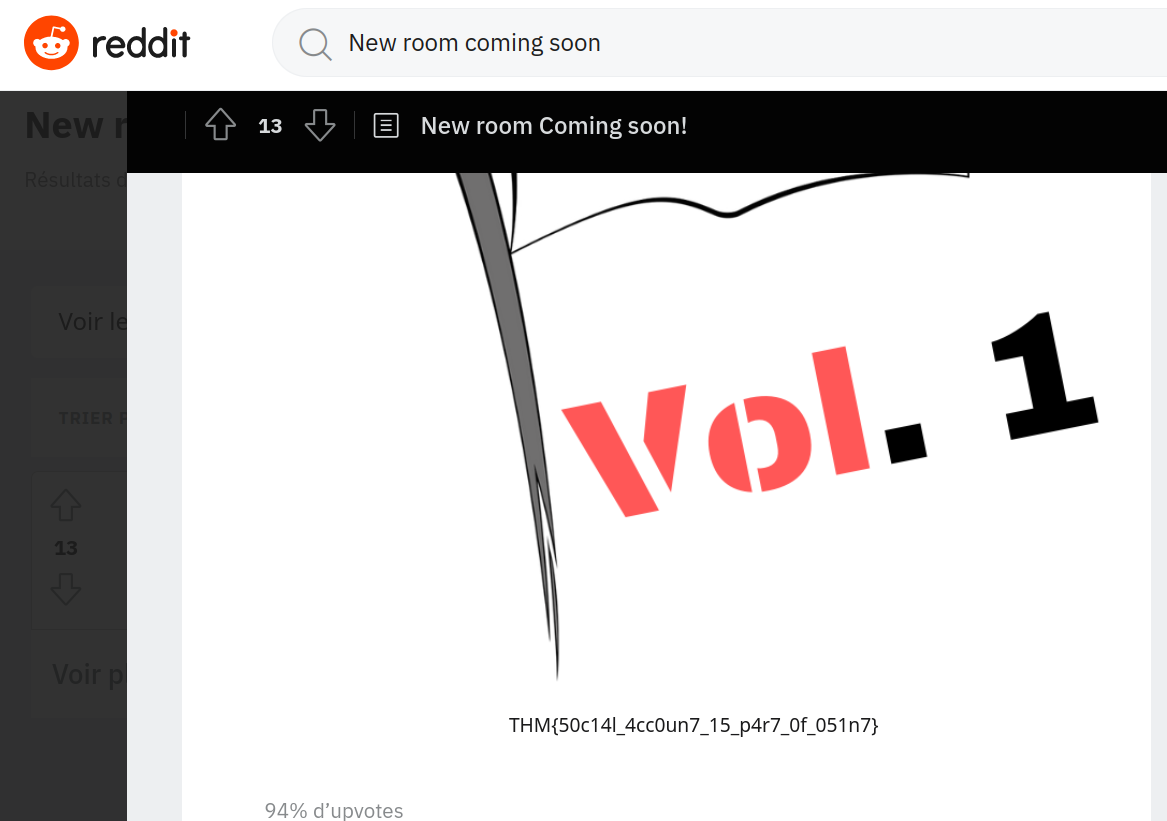 reddit
New room coming soon
New r
13
New room Coming soon!
Résultats d
Voir le
TRIER
13
Voir p
Vol. 1
THM{50c14l_4cc0un7_15_p4r7_0f_051n7}
94% d’upvotes